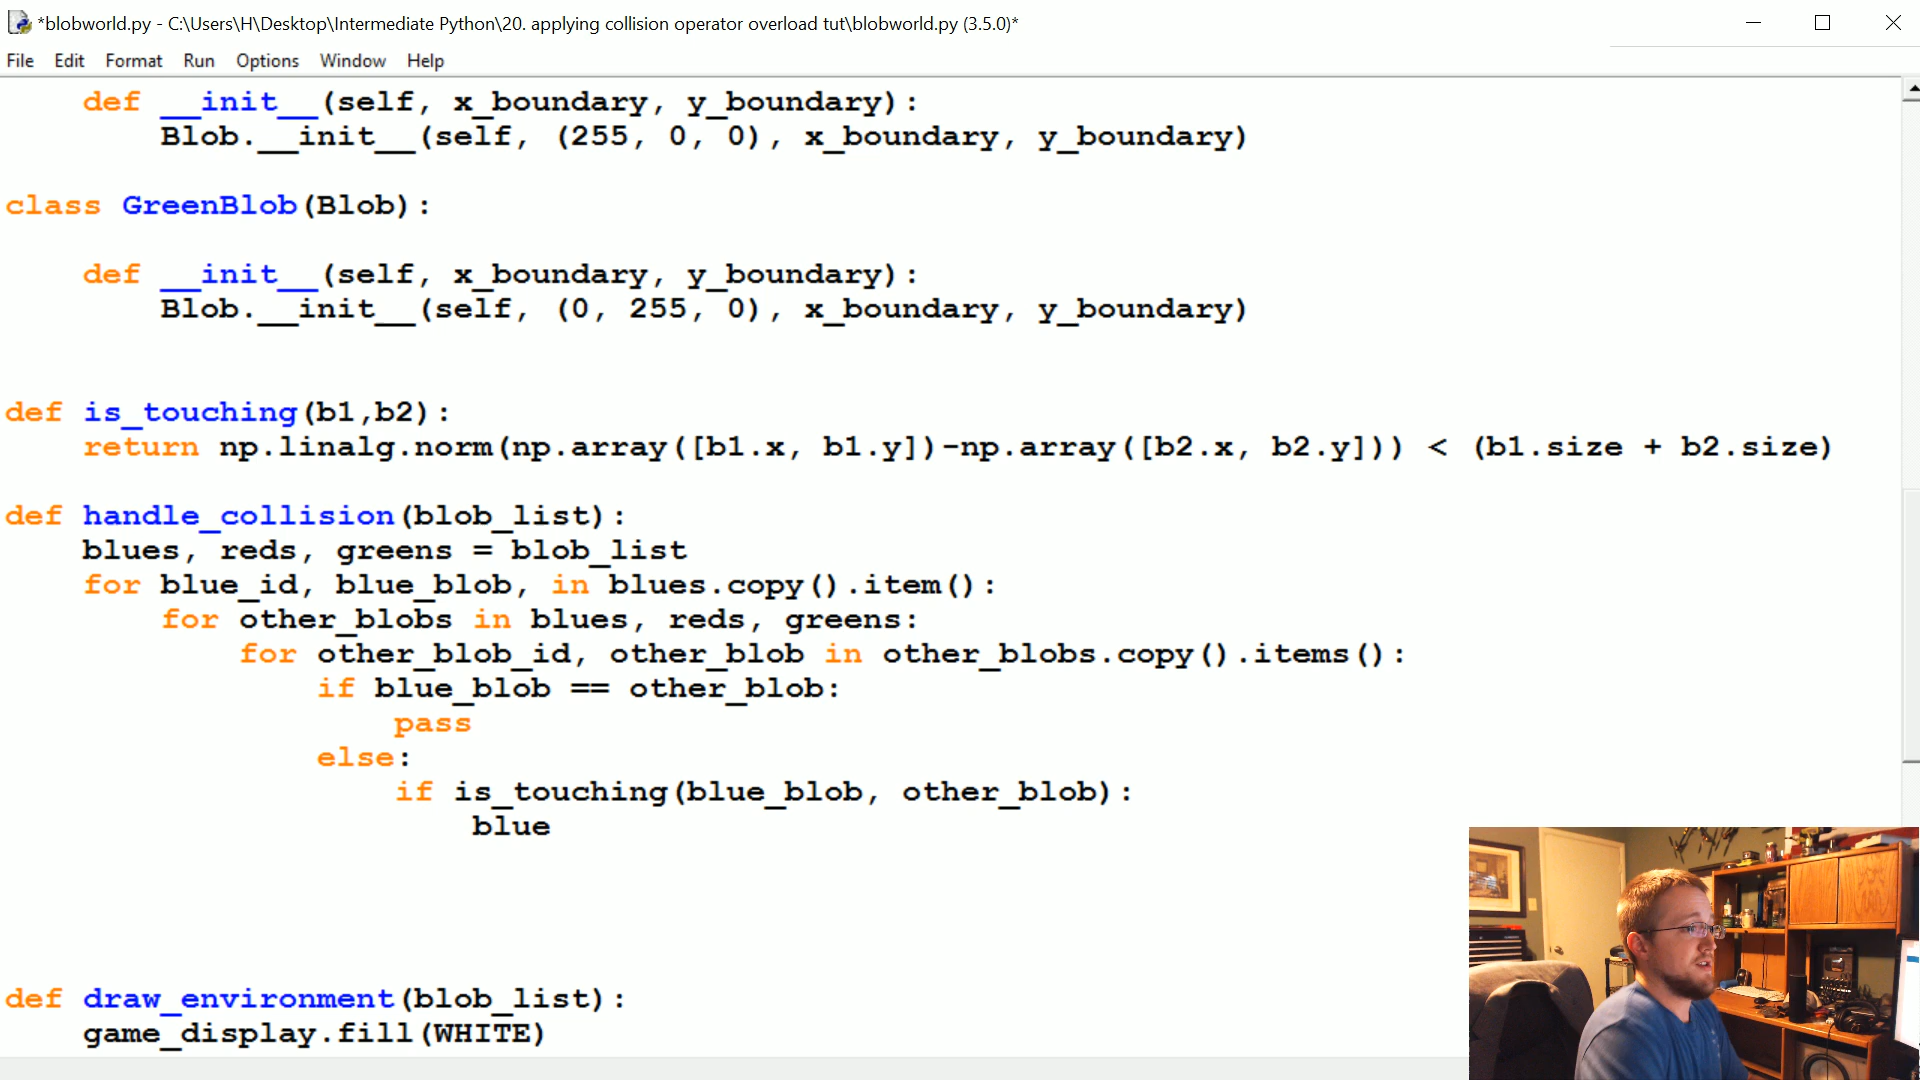 *blobworld.py - C:\Users\H\Desktop\Intermediate Python\20. applying collision operator overload tut\blobworld.py (3.5.0)*
File Edit Format Run Options Window Help
def __init__(self, x_boundary, y_boundary):
Blob.__init__(self, (255, 0, 0), x_boundary, y_boundary)
class GreenBlob(Blob):
def __init__(self, x_boundary, y_boundary):
Blob.__init__(self, (0, 255, 0), x_boundary, y_boundary)
def is_touching(b1,b2):
return np.linalg.norm(np.array([b1.x, b1.y])-np.array([b2.x, b2.y])) < (b1.size + b2.size)
def handle_collision(blob_list):
blues, reds, greens = blob_list
for blue_id, blue_blob, in blues.copy().item():
for other_blobs in blues, reds, greens:
for other_blob_id, other_blob in other_blobs.copy().items():
if blue_blob == other_blob:
pass
else:
if is_touching(blue_blob, other_blob):
blue
def draw_environment(blob_list):
game_display.fill(WHITE)